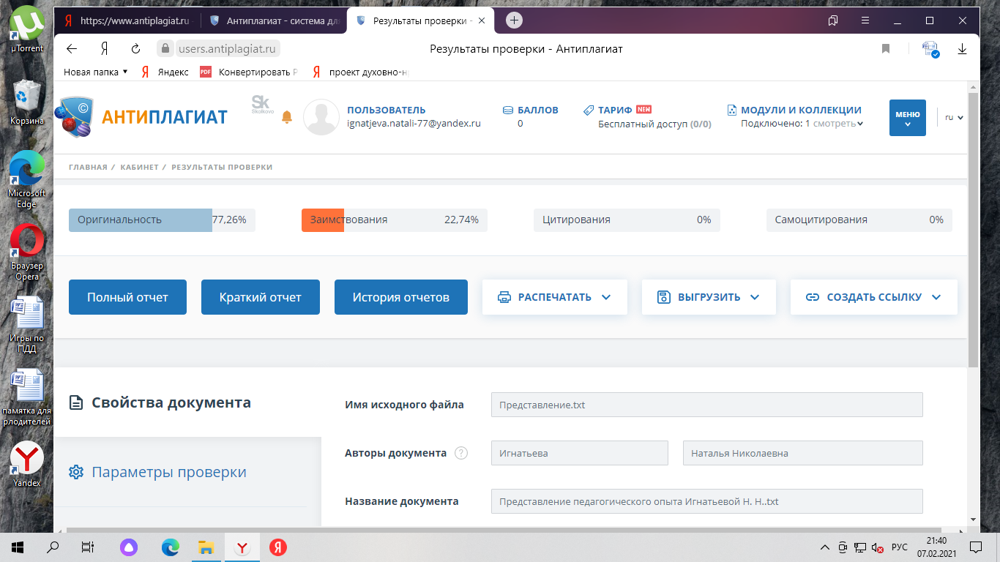 https://www.antiplagiat.ru
Антиплагиат - система для
Результаты проверки -
users.antiplagiat.ru
Результаты проверки - Антиплагиат
Новая папка
Яндекс
PDF
Конвертировать P
проект духовно-н
АНТИПЛАГИАТ
Sk
Skolkovo
ПОЛЬЗОВАТЕЛЬ
ignatjeva.natali-77@yandex.ru
БАЛЛОВ
0
ТАРИФ NEW
Бесплатный доступ (0/0)
МОДУЛИ И КОЛЛЕКЦИИ
Подключено: 1 смотреть
МЕНЮ
ru
ГЛАВНАЯ / КАБИНЕТ / РЕЗУЛЬТАТЫ ПРОВЕРКИ
Оригинальность 77,26%
Заимствования 22,74%
Цитирования 0%
Самоцитирования 0%
Полный отчет
Краткий отчет
История отчетов
РАСПЕЧАТАТЬ
ВЫГРУЗИТЬ
СОЗДАТЬ ССЫЛКУ
Свойства документа
Параметры проверки
Имя исходного файла
Представление.txt
Авторы документа ?
Игнатьева
Наталья Николаевна
Название документа
Представление педагогического опыта Игнатьевой Н. Н..txt
µTorrent
Корзина
Microsoft
Edge
Браузер
Opera
Игры по
ПДД
памятка для
рлодителей
Yandex
РУС
21:40
07.02.2021